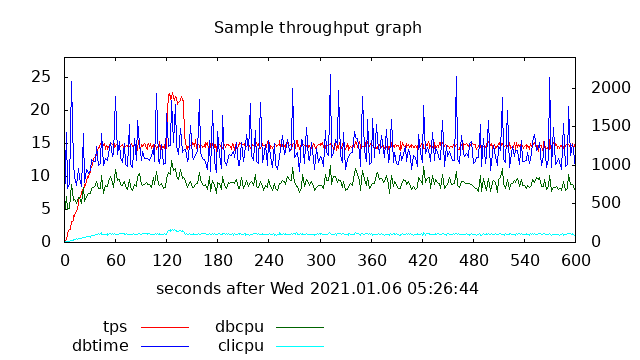 Sample throughput graph
25
20
15
10
5
0
2000
1500
1000
500
0
0 60 120 180 240 300 360 420 480 540 600
seconds after Wed 2021.01.06 05:26:44
tps dbcpu
dbtime clicpu